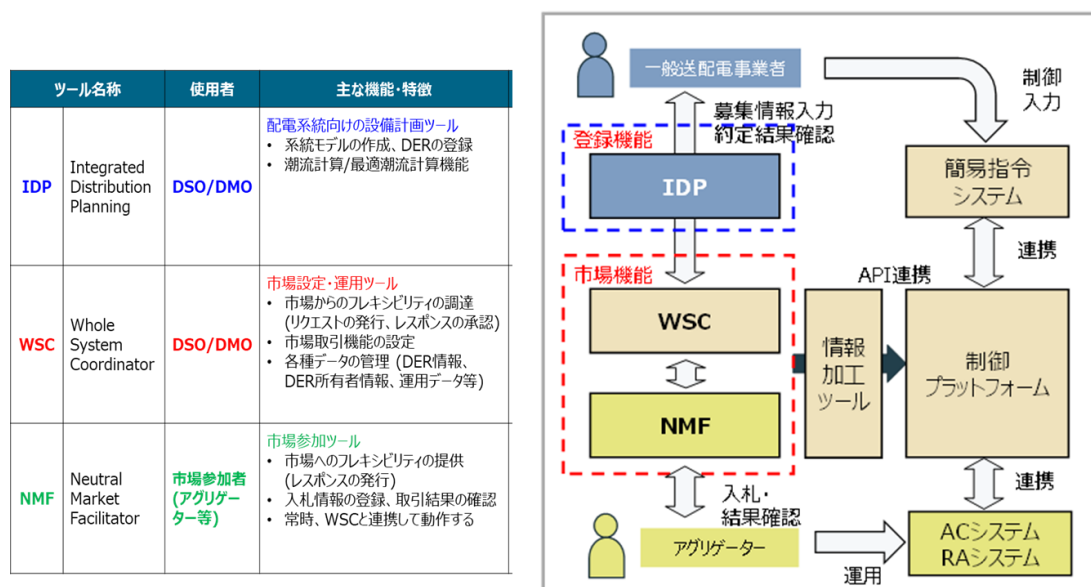 ツール名称 使用者 主な機能・特徴
IDP
Integrated
Distribution
Planning
DSO/DMO
配電系統向けの設備計画ツール
• 系統モデルの作成、DERの登録
• 潮流計算/最適潮流計算機能
WSC
Whole
System
Coordinator
DSO/DMO
市場設定・運用ツール
• 市場からのフレキシビリティの調達
(リクエストの発行、レスポンスの承認)
• 市場取引機能の設定
• 各種データの管理 (DER情報、
DER所有者情報、運用データ等)
NMF
Neutral
Market
Facilitator
市場参加者
(アグリゲー
ター等)
市場参加ツール
• 市場へのフレキシビリティの提供
(レスポンスの発行)
• 入札情報の登録、取引結果の確認
• 常時、WSCと連携して動作する
一般送配電事業者
制御
入力
募集情報入力
約定結果確認
登録機能
IDP
簡易指令
システム
連携
市場機能
API連携
WSC
NMF
情報
加工
ツール
制御
プラットフォーム
入札・
結果確認
連携
アグリゲーター
運用
ACシステム
RAシステム